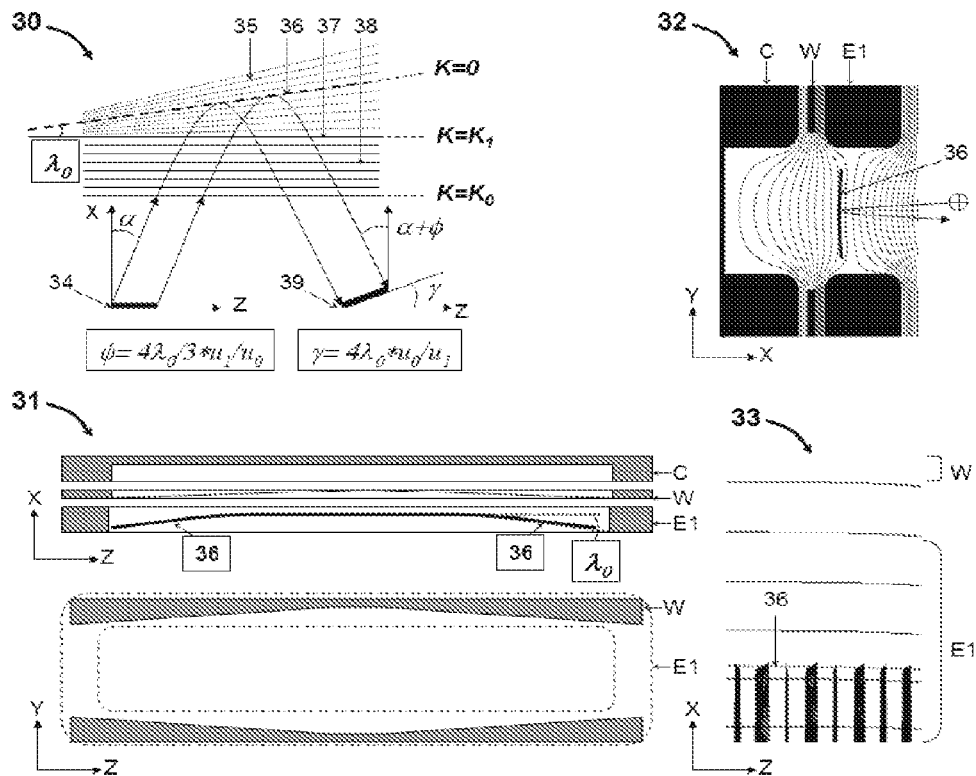 30
35 36 37 38
K=0
K=K₁
λ₀
K=K₀
X
α
α+ϕ
34
39
Z
γ
Z
ϕ= 4λ₀/3*u₁/u₀
γ= 4λ₀*u₀/u₁
32
C W E1
36
Y
X
31
C
X
W
E1
Z
36
36
λ₀
W
E1
Y
Z
33
W
36
E1
X
Z